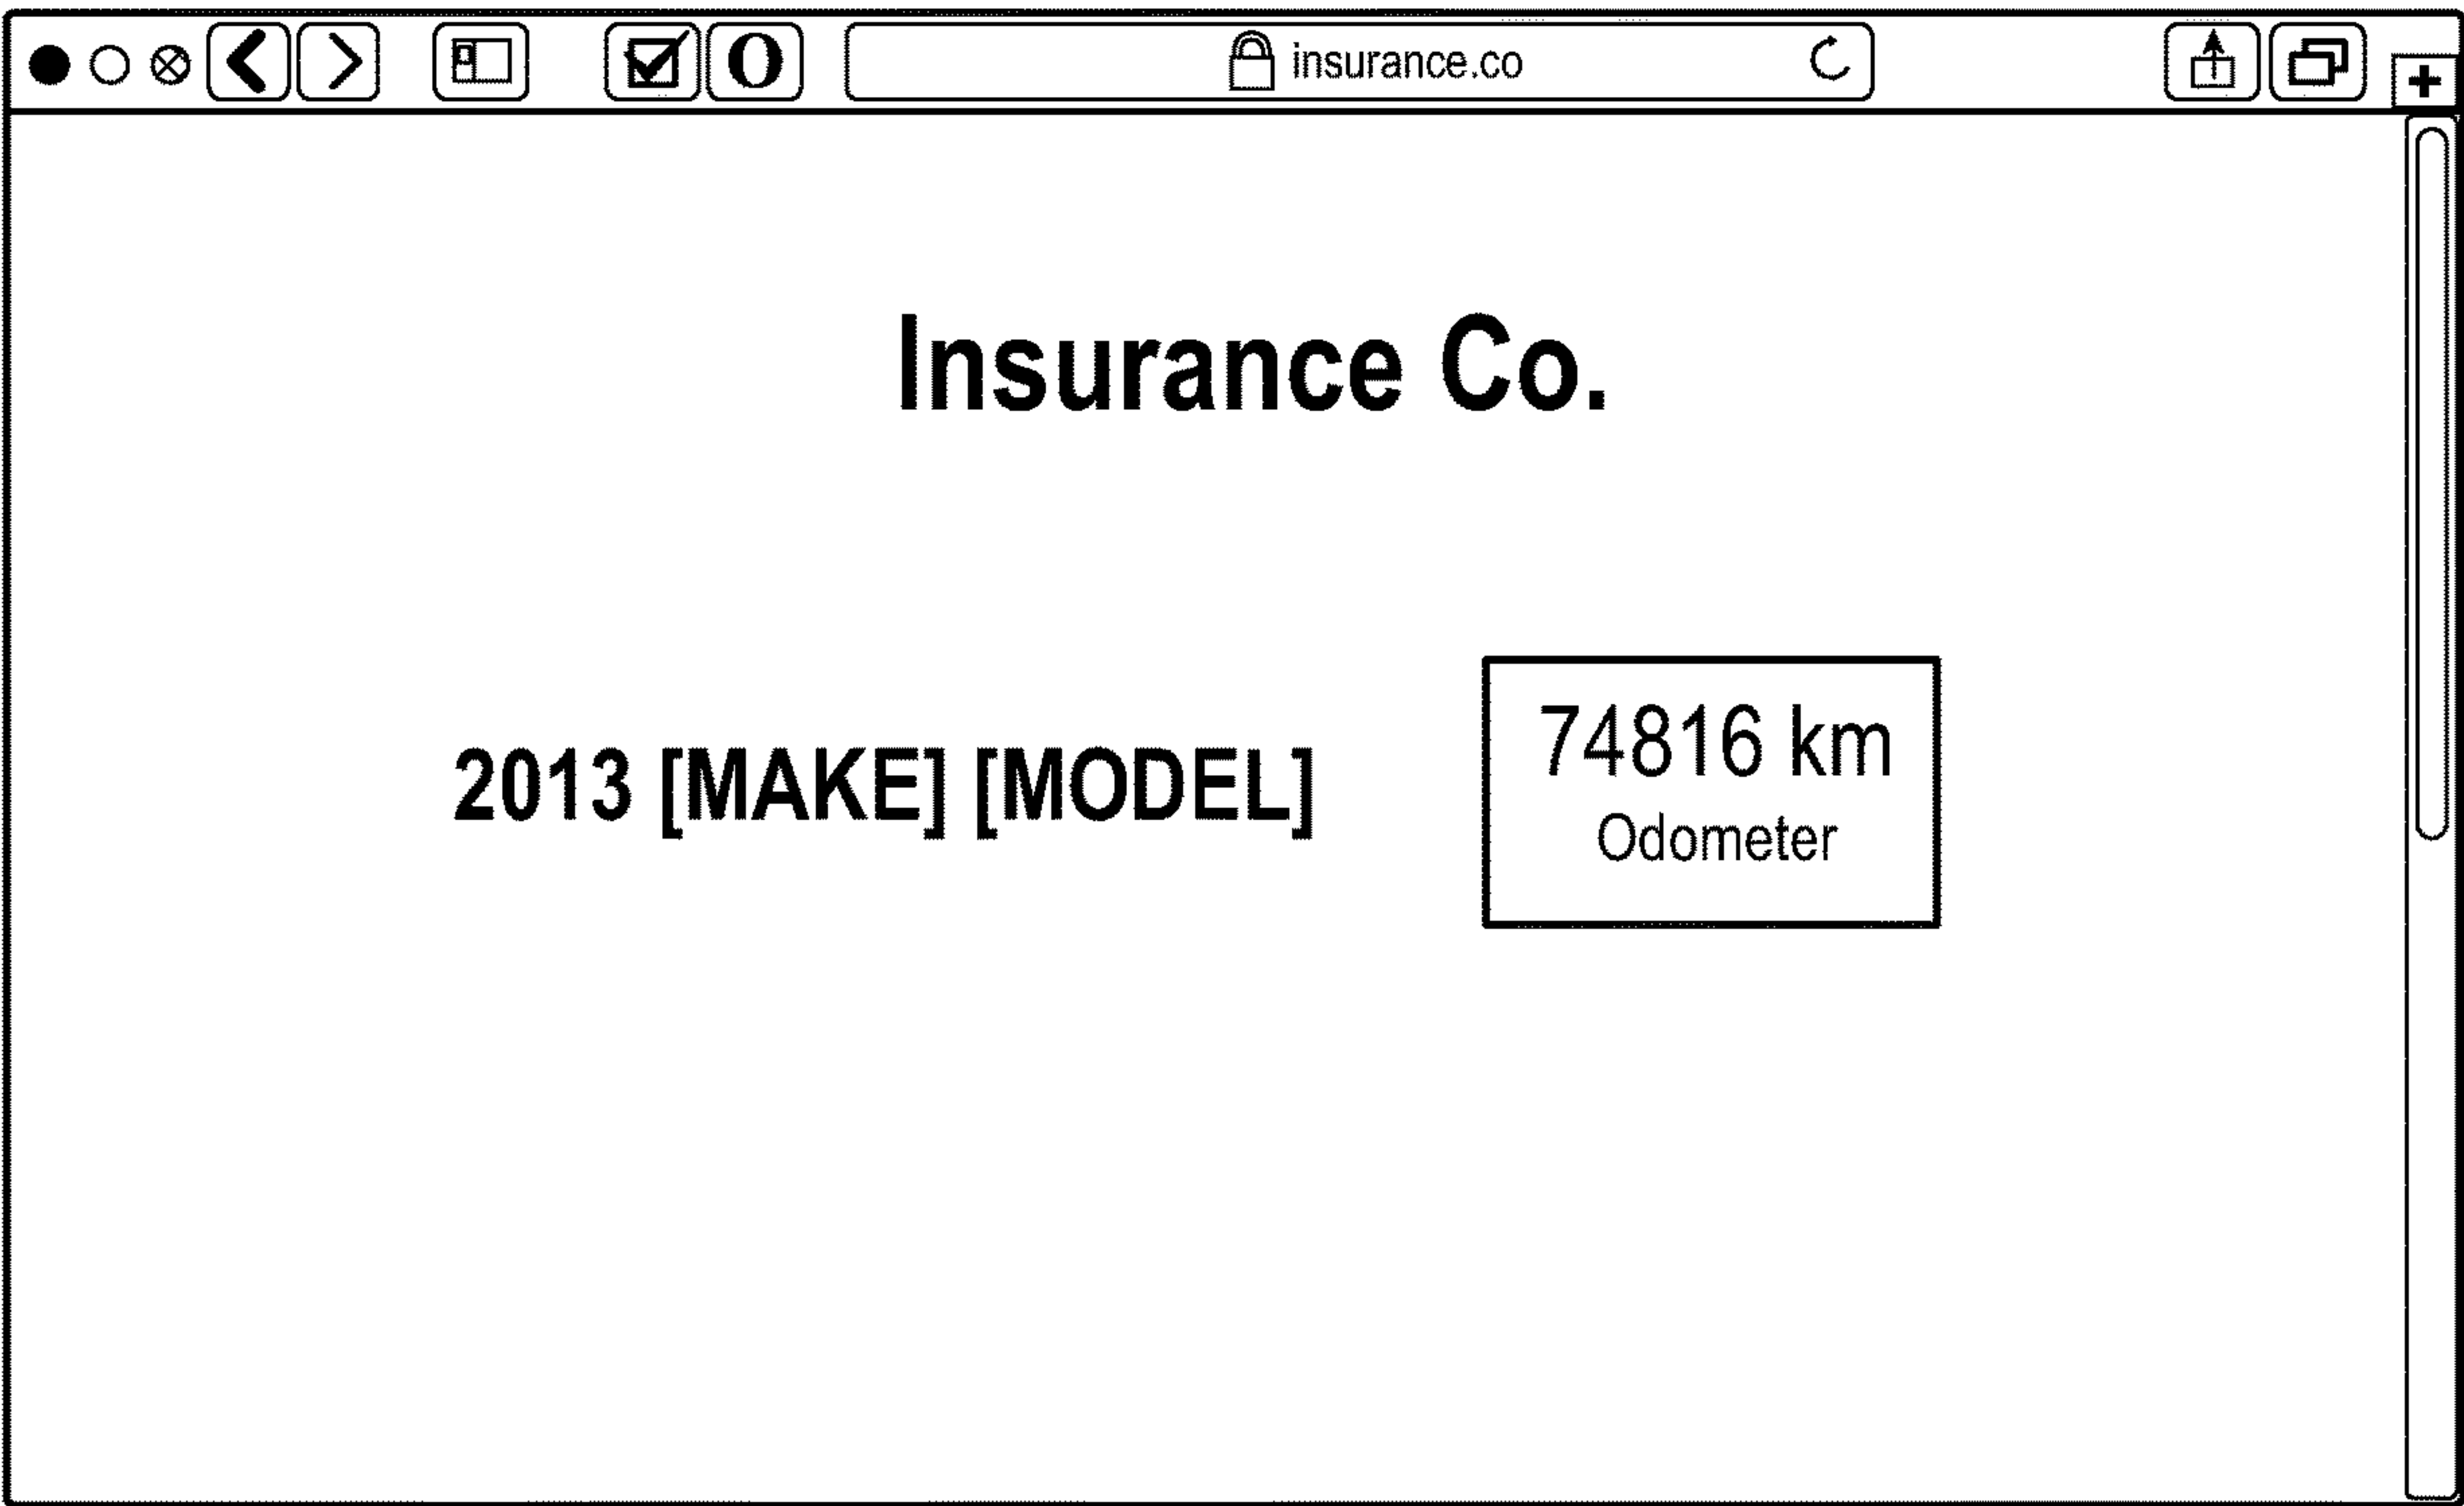 insurance.co
Insurance Co.
2013 [MAKE] [MODEL]
74816 km
Odometer